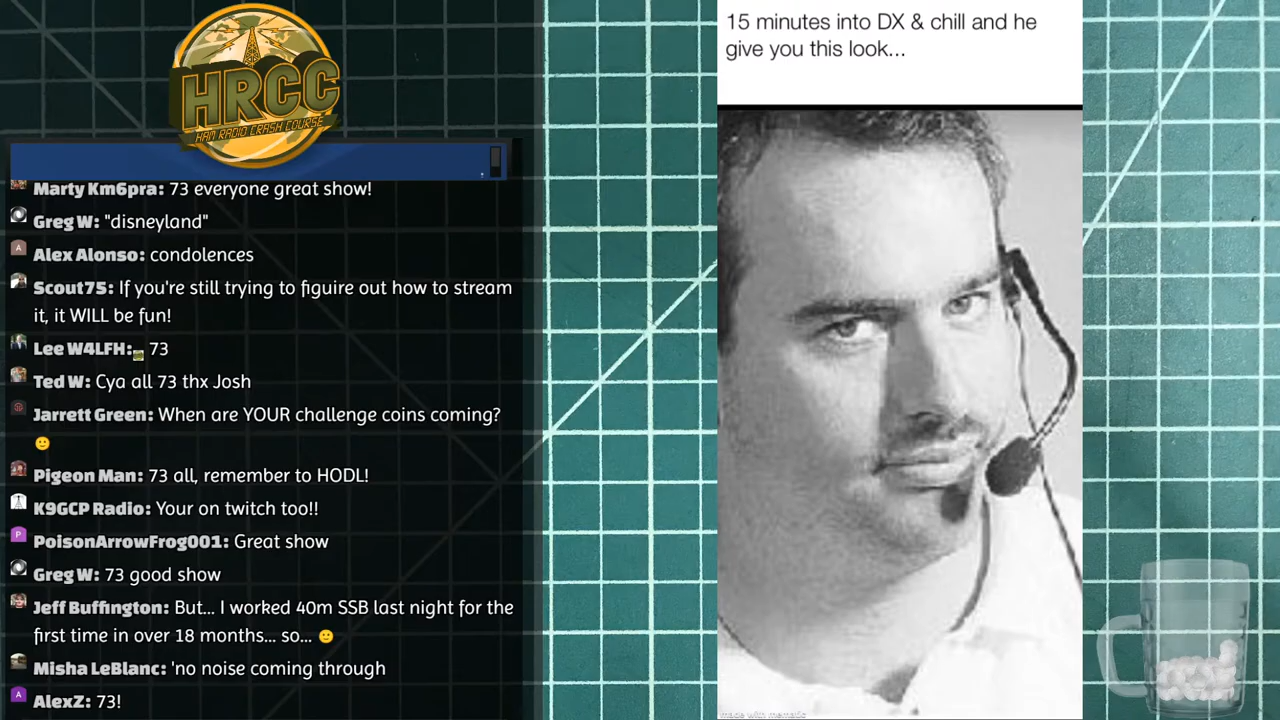 15 minutes into DX & chill and he
give you this look...
HRCC
HAM RADIO CRASH COURSE
Marty Km6pra: 73 everyone great show!
Greg W: "disneyland"
Alex Alonso: condolences
Scout75: If you're still trying to figuire out how to stream
it, it WILL be fun!
Lee W4LFH: 73
Ted W: Cya all 73 thx Josh
Jarrett Green: When are YOUR challenge coins coming?
🙂
Pigeon Man: 73 all, remember to HODL!
K9GCP Radio: Your on twitch too!!
PoisonArrowFrog001: Great show
Greg W: 73 good show
Jeff Buffington: But... I worked 40m SSB last night for the
first time in over 18 months... so... 🙂
Misha LeBlanc: 'no noise coming through
AlexZ: 73!